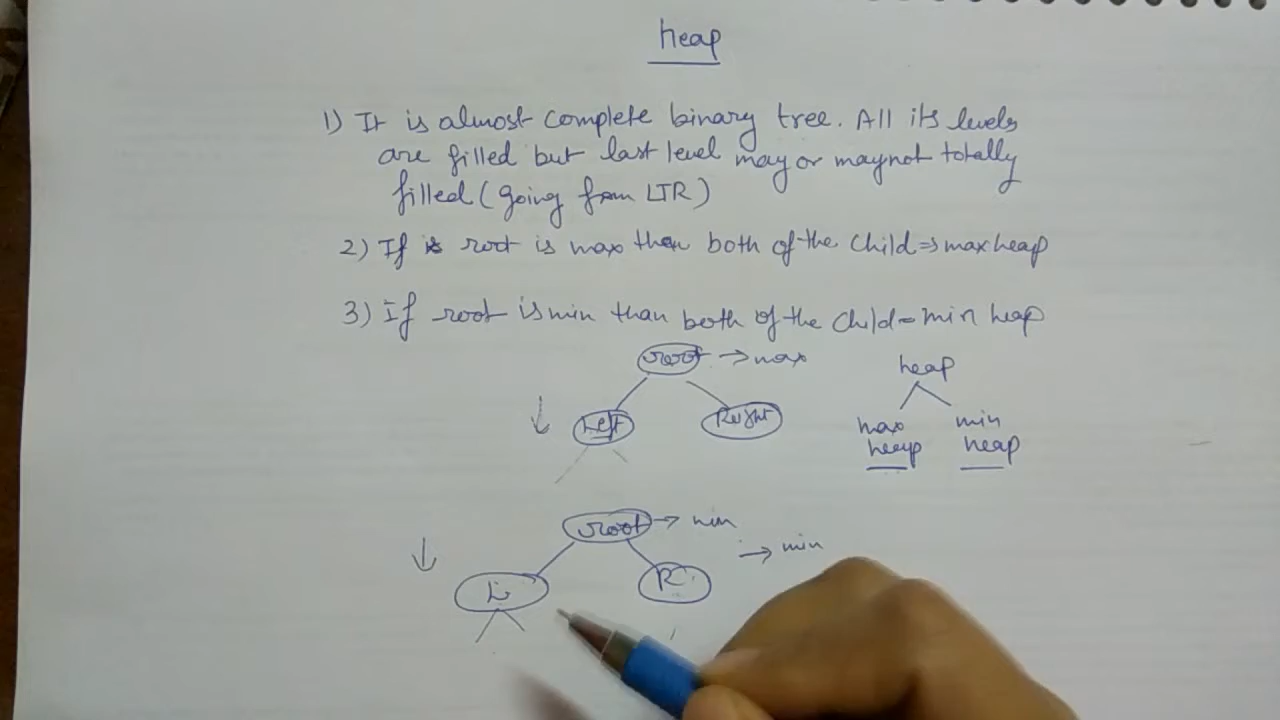 heap
1) It is almost complete binary tree. All its levels
are filled but last level may or maynot totally
filled (going from LTR)
2) If root is max than both of the child => maxheap
3) If root is min than both of the child = min heap
root → max
heap
Left
Right
max
heap
min
heap
root → min
→ min
L
R